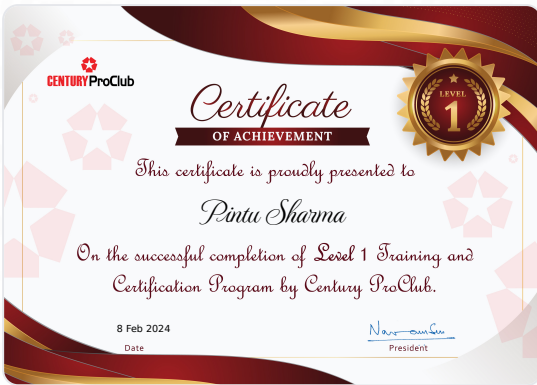 CENTURY ProClub
LEVEL
1
Certificate
OF ACHIEVEMENT
This certificate is proudly presented to
Pintu Sharma
On the successful completion of Level 1 Training and
Certification Program by Century ProClub.
8 Feb 2024
Date
President